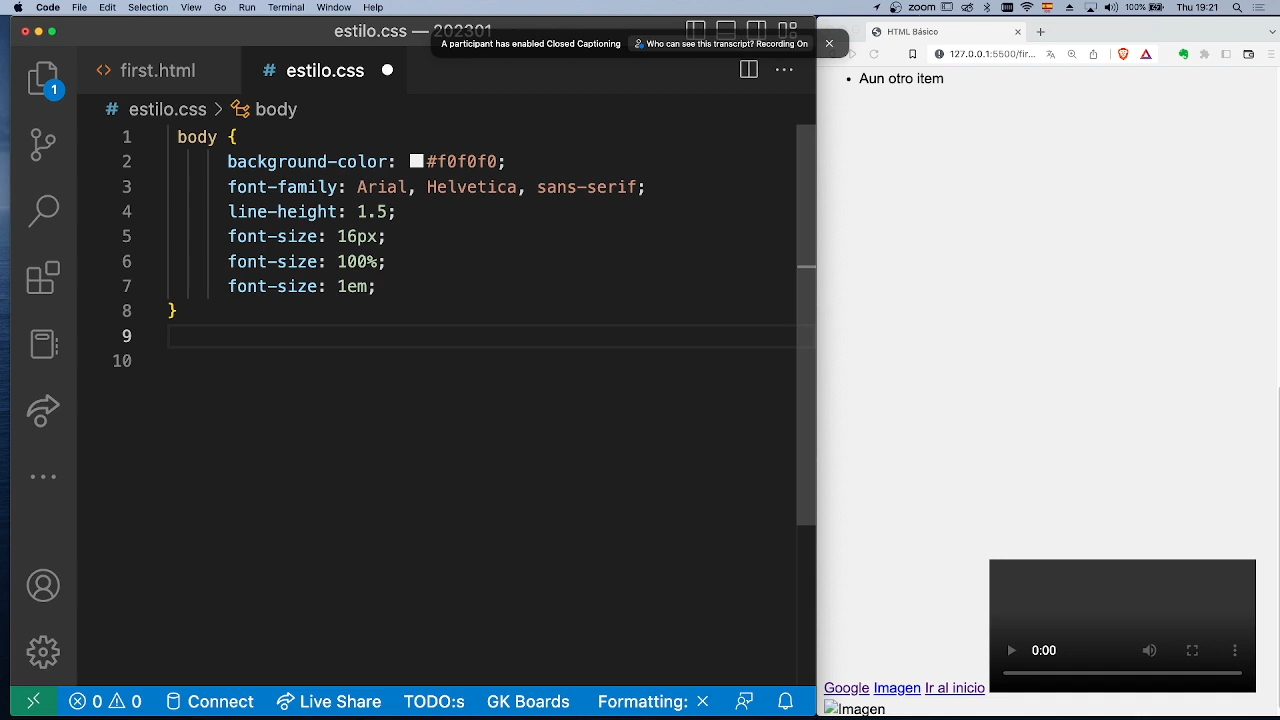 Code File Edit Selection View Go Run Terminal Window Help
zoom
100%
Thu 19:21
estilo.css — 202301
A participant has enabled Closed Captioning
Who can see this transcript? Recording On
HTML Básico
127.0.0.1:5500/fir...
first.html
# estilo.css
# estilo.css > body
1
1 body {
2 background-color: #f0f0f0;
3 font-family: Arial, Helvetica, sans-serif;
4 line-height: 1.5;
5 font-size: 16px;
6 font-size: 100%;
7 font-size: 1em;
8 }
9
10
• Aun otro item
0:00
Google Imagen Ir al inicio
Imagen
0 0 Connect Live Share TODO:s GK Boards Formatting: ×